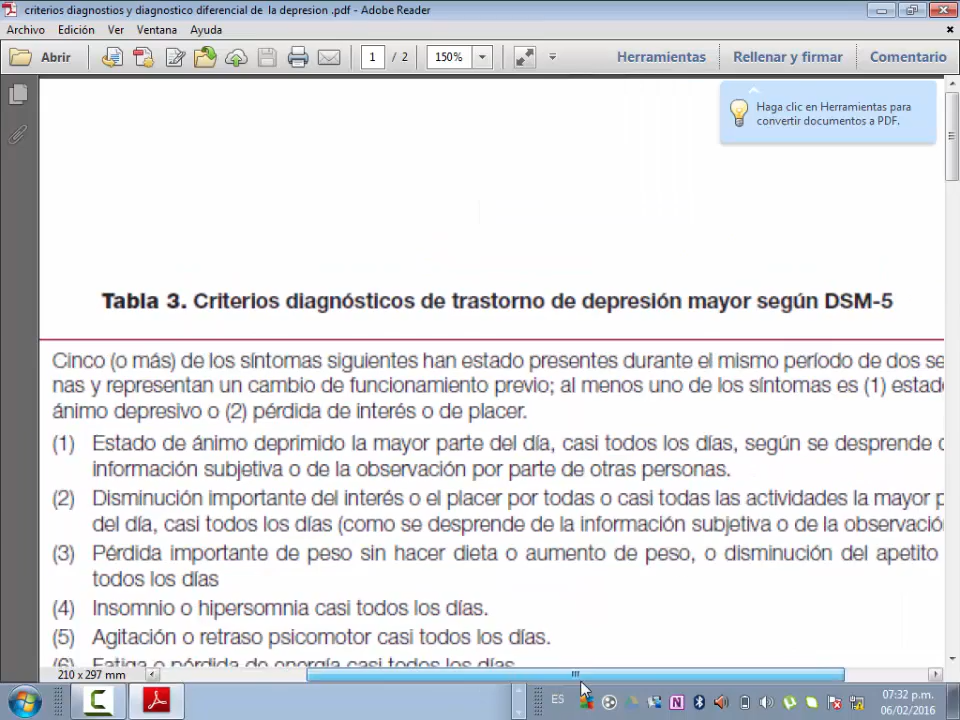 criterios diagnostios y diagnostico diferencial de la depresion .pdf - Adobe Reader
Archivo Edición Ver Ventana Ayuda
Abrir 1 / 2 150% Herramientas Rellenar y firmar Comentario
Haga clic en Herramientas para
convertir documentos a PDF.
Tabla 3. Criterios diagnósticos de trastorno de depresión mayor según DSM-5
Cinco (o más) de los síntomas siguientes han estado presentes durante el mismo período de dos se
nas y representan un cambio de funcionamiento previo; al menos uno de los síntomas es (1) estad
ánimo depresivo o (2) pérdida de interés o de placer.
(1) Estado de ánimo deprimido la mayor parte del día, casi todos los días, según se desprende
información subjetiva o de la observación por parte de otras personas.
(2) Disminución importante del interés o el placer por todas o casi todas las actividades la mayor p
del día, casi todos los días (como se desprende de la información subjetiva o de la observació
(3) Pérdida importante de peso sin hacer dieta o aumento de peso, o disminución del apetito
todos los días
(4) Insomnio o hipersomnia casi todos los días.
(5) Agitación o retraso psicomotor casi todos los días.
(6) Fatiga o pérdida de energía casi todos los días
210 x 297 mm
ES 07:32 p.m.
06/02/2016